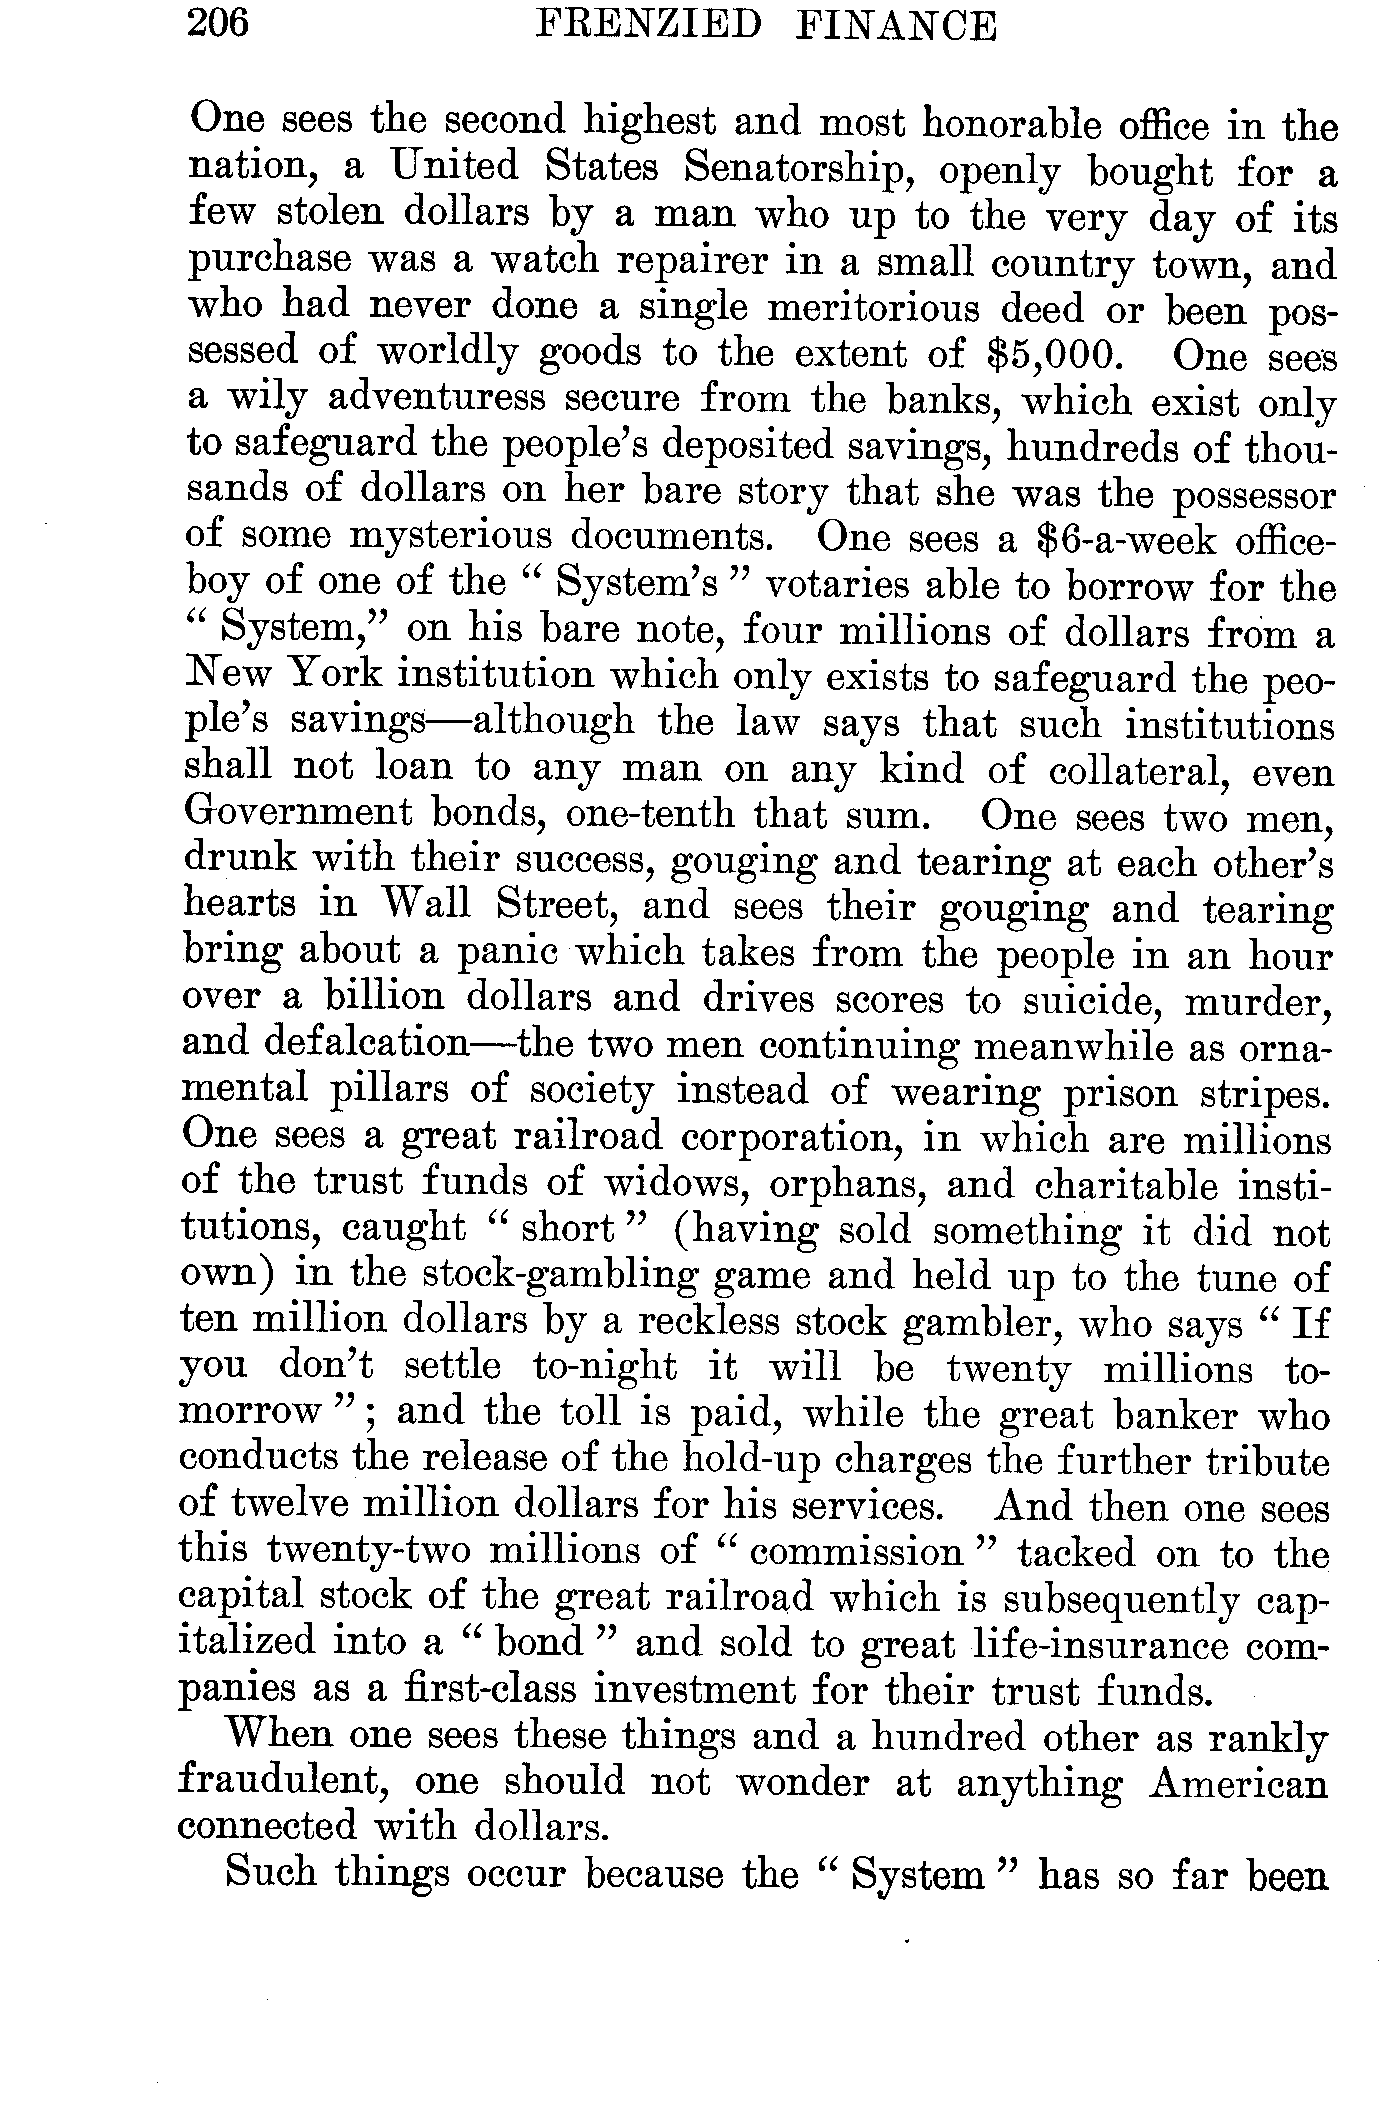 206 FRENZIED FINANCE
One sees the second highest and most honorable office in the
nation, a United States Senatorship, openly bought for a
few stolen dollars by a man who up to the very day of its
purchase was a watch repairer in a small country town, and
who had never done a single meritorious deed or been pos-
sessed of worldly goods to the extent of $5,000. One sees
a wily adventuress secure from the banks, which exist only
to safeguard the people's deposited savings, hundreds of thou-
sands of dollars on her bare story that she was the possessor
of some mysterious documents. One sees a $6-a-week office-
boy of one of the " System's " votaries able to borrow for the
" System," on his bare note, four millions of dollars from a
New York institution which only exists to safeguard the peo-
ple's savings—although the law says that such institutions
shall not loan to any man on any kind of collateral, even
Government bonds, one-tenth that sum. One sees two men,
drunk with their success, gouging and tearing at each other's
hearts in Wall Street, and sees their gouging and tearing
bring about a panic which takes from the people in an hour
over a billion dollars and drives scores to suicide, murder,
and defalcation—the two men continuing meanwhile as orna-
mental pillars of society instead of wearing prison stripes.
One sees a great railroad corporation, in which are millions
of the trust funds of widows, orphans, and charitable insti-
tutions, caught " short " (having sold something it did not
own) in the stock-gambling game and held up to the tune of
ten million dollars by a reckless stock gambler, who says " If
you don't settle to-night it will be twenty millions to-
morrow " ; and the toll is paid, while the great banker who
conducts the release of the hold-up charges the further tribute
of twelve million dollars for his services. And then one sees
this twenty-two millions of " commission " tacked on to the
capital stock of the great railroad which is subsequently cap-
italized into a " bond " and sold to great life-insurance com-
panies as a first-class investment for their trust funds.
When one sees these things and a hundred other as rankly
fraudulent, one should not wonder at anything American
connected with dollars.
Such things occur because the " System " has so far been